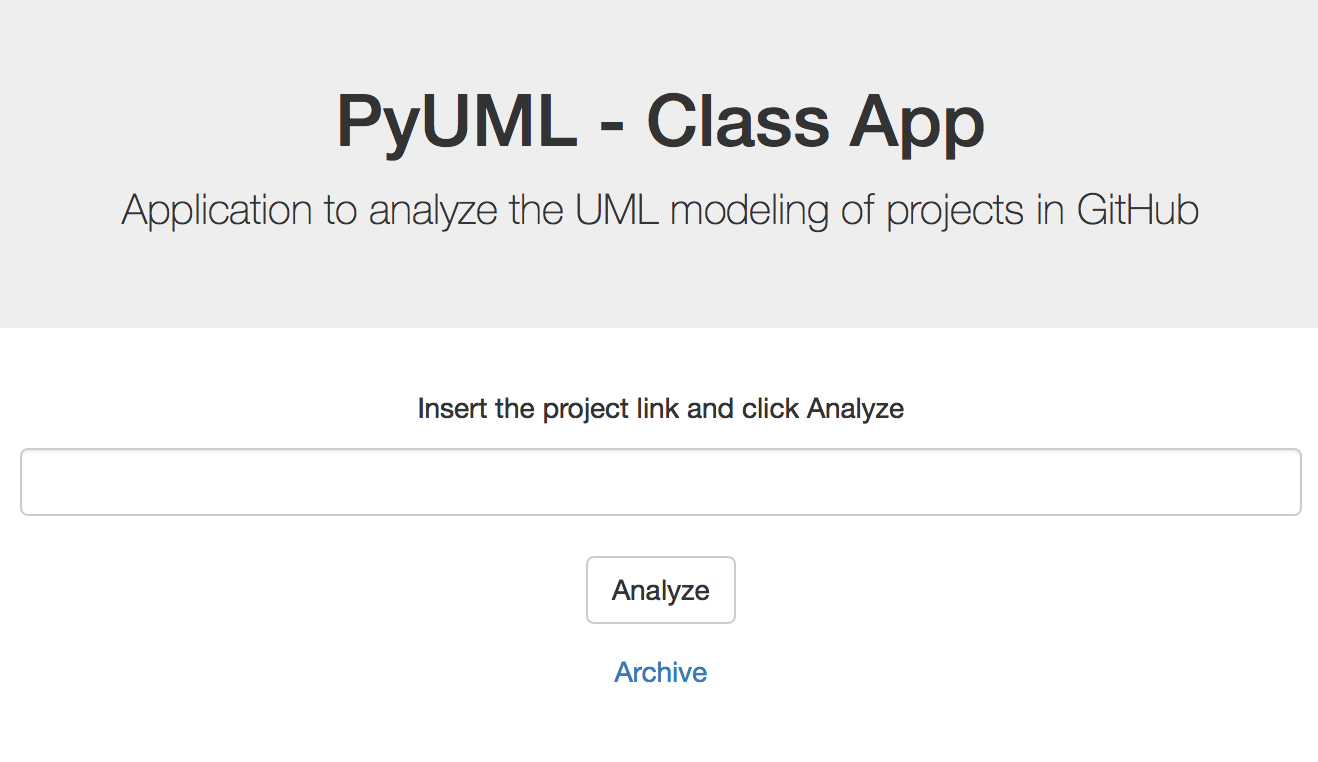 PyUML - Class App
Application to analyze the UML modeling of projects in GitHub
Insert the project link and click Analyze
Analyze
Archive